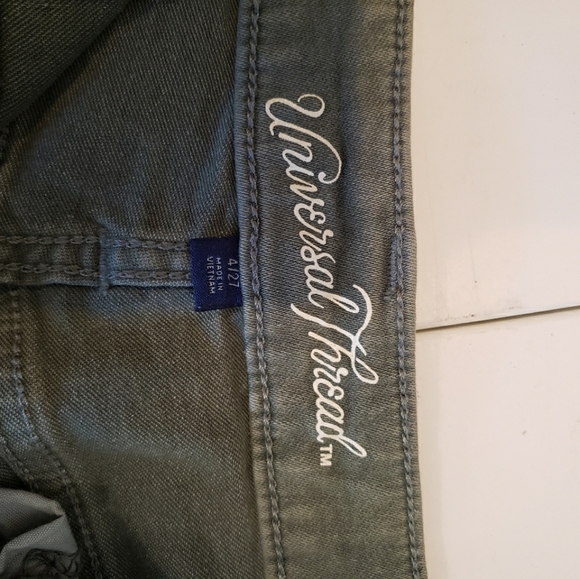 Universal Thread™
4/27
MADE IN
VIETNAM